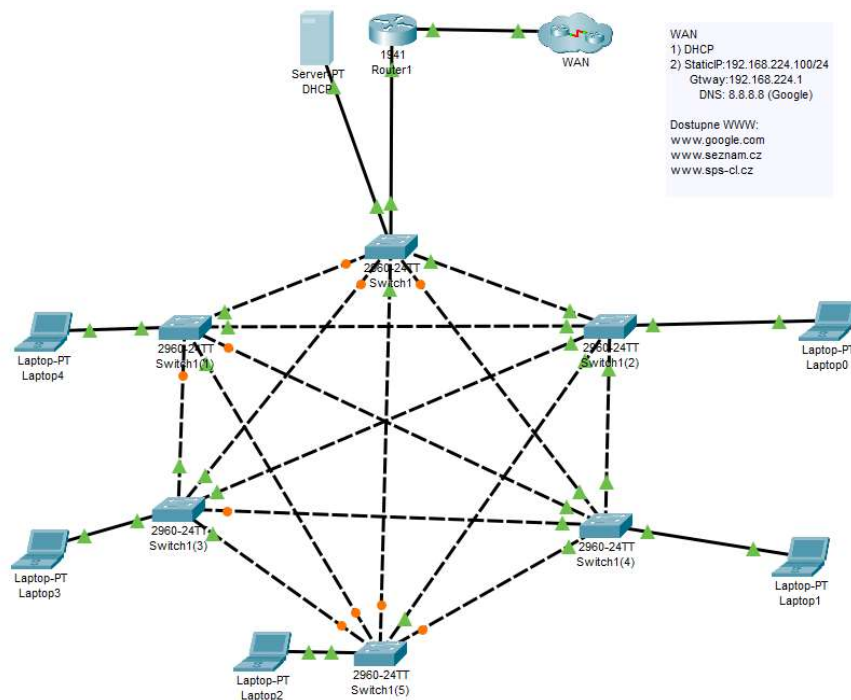 1941
Router1
WAN
Server-PT
DHCP
WAN
1) DHCP
2) StaticIP:192.168.224.100/24
Gtway:192.168.224.1
DNS: 8.8.8.8 (Google)
Dostupne WWW:
www.google.com
www.seznam.cz
www.sps-cl.cz
2960-24TT
Switch1
Laptop-PT
Laptop4
2960-24TT
Switch1(1)
2960-24TT
Switch1(2)
Laptop-PT
Laptop0
2960-24TT
Switch1(3)
2960-24TT
Switch1(4)
Laptop-PT
Laptop3
Laptop-PT
Laptop1
Laptop-PT
Laptop2
2960-24TT
Switch1(5)